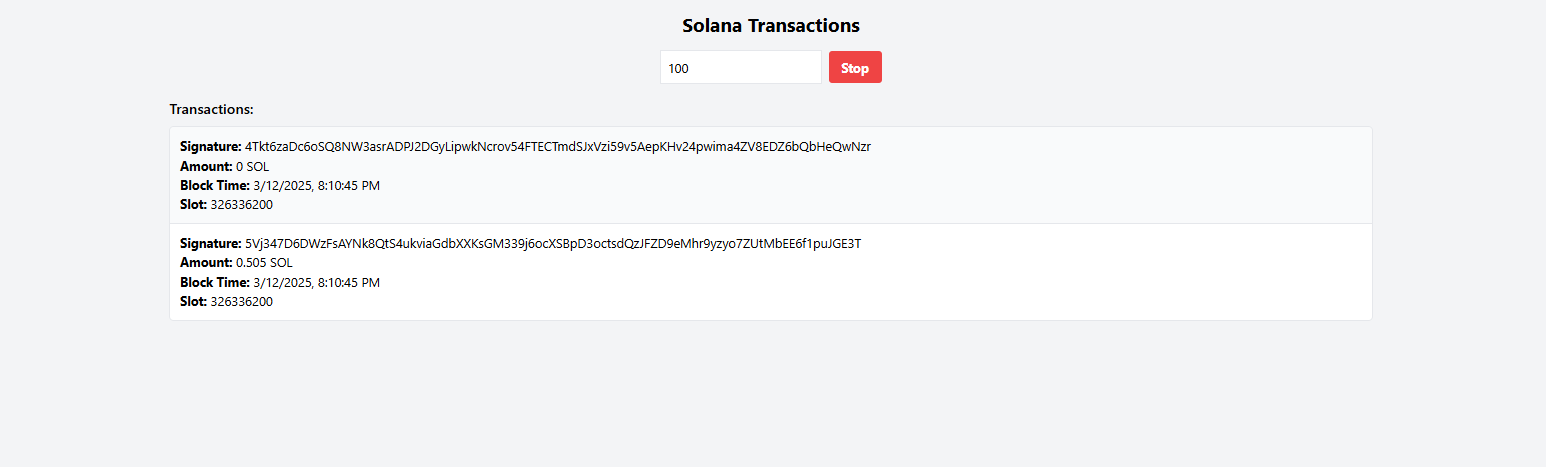 Solana Transactions
100
Stop
Transactions:
Signature: 4Tkt6zaDc6oSQ8NW3asrADPJ2DGyLipwkNcrov54FTECTmdSJxVzi59v5AepKHv24pwima4ZV8EDZ6bQbHeQwNzr
Amount: 0 SOL
Block Time: 3/12/2025, 8:10:45 PM
Slot: 326336200
Signature: 5Vj347D6DWzFsAYNk8QtS4ukviaGdbXXKsGM339j6ocXSBpD3octsdQzJFZD9eMhr9yzyo7ZUtMbEE6f1puJGE3T
Amount: 0.505 SOL
Block Time: 3/12/2025, 8:10:45 PM
Slot: 326336200